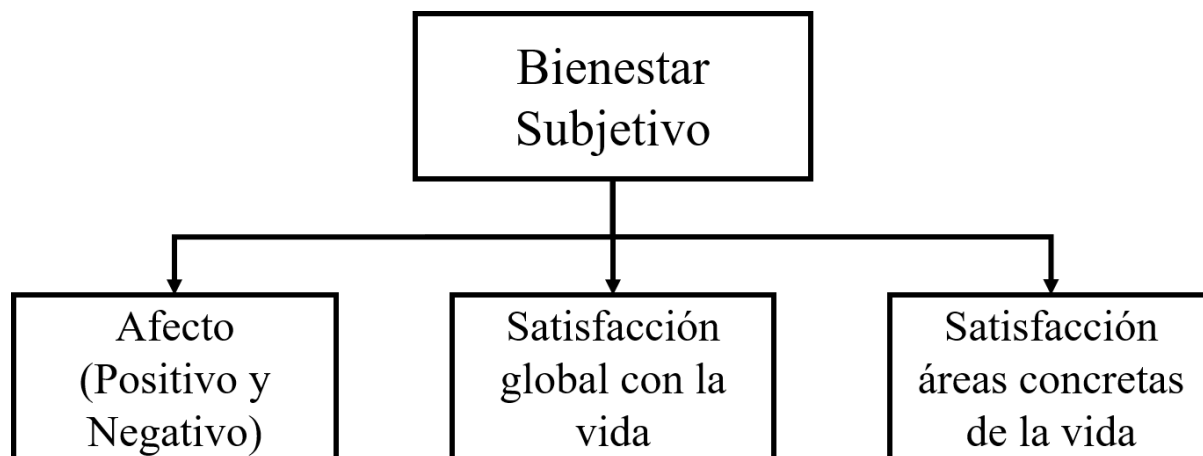 Bienestar
Subjetivo
Afecto
(Positivo y
Negativo)
Satisfacción
global con la
vida
Satisfacción
áreas concretas
de la vida